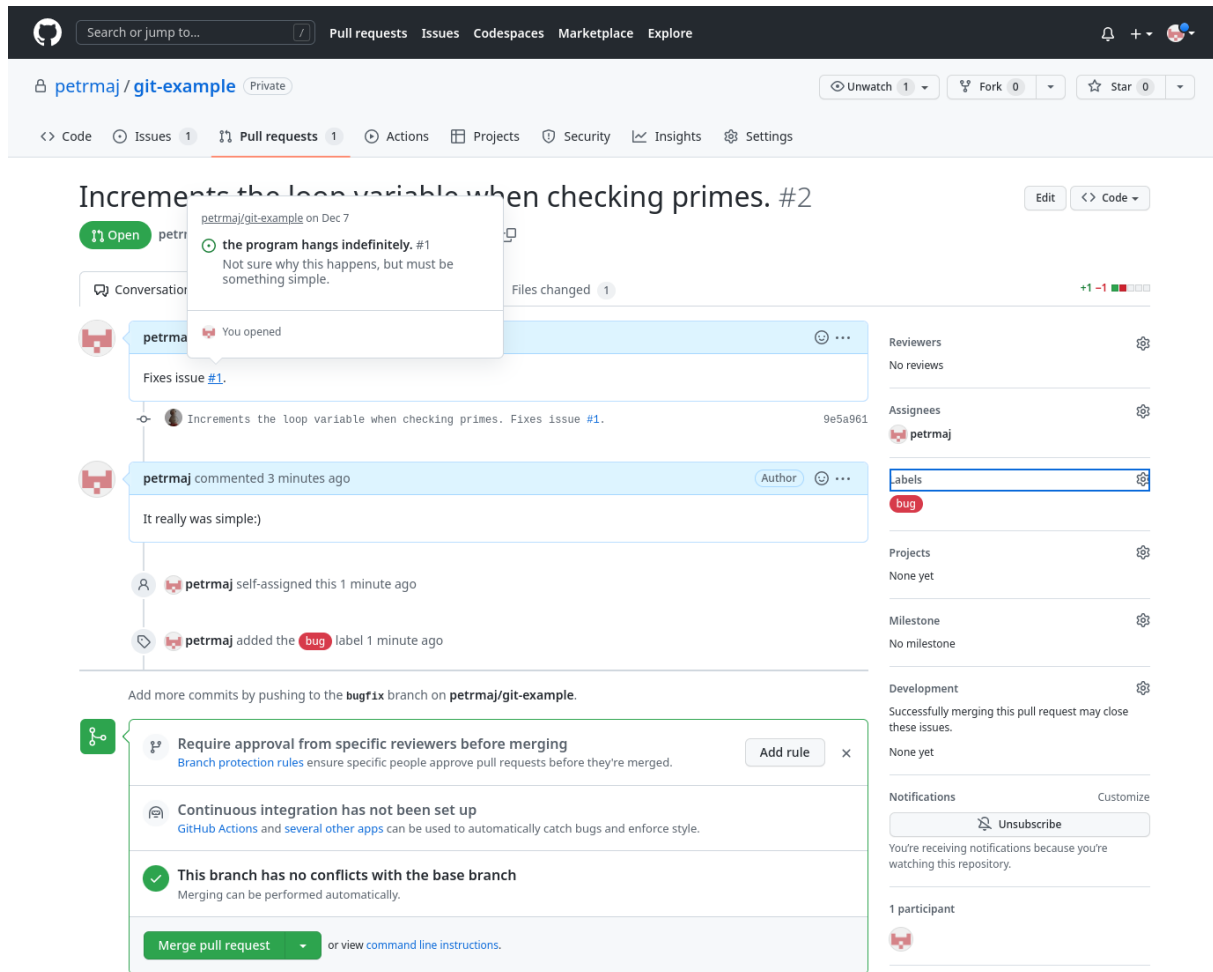 Search or jump to... / Pull requests Issues Codespaces Marketplace Explore
petrmaj / git-example Private Unwatch 1 Fork 0 Star 0
Code Issues 1 Pull requests 1 Actions Projects Security Insights Settings
Increments the loop variable when checking primes. #2 Edit Code
petrmaj/git-example on Dec 7
Open
the program hangs indefinitely. #1
Not sure why this happens, but must be
something simple.
Files changed 1 +1 −1
You opened
Fixes issue #1.
Increments the loop variable when checking primes. Fixes issue #1. 9e5a961
petrmaj commented 3 minutes ago Author
It really was simple:)
petrmaj self-assigned this 1 minute ago
petrmaj added the bug label 1 minute ago
Add more commits by pushing to the bugfix branch on petrmaj/git-example.
Require approval from specific reviewers before merging
Branch protection rules ensure specific people approve pull requests before they're merged.
Add rule
Continuous integration has not been set up
GitHub Actions and several other apps can be used to automatically catch bugs and enforce style.
This branch has no conflicts with the base branch
Merging can be performed automatically.
Merge pull request or view command line instructions.
Reviewers
No reviews
Assignees
petrmaj
Labels
bug
Projects
None yet
Milestone
No milestone
Development
Successfully merging this pull request may close
these issues.
None yet
Notifications Customize
Unsubscribe
You're receiving notifications because you're
watching this repository.
1 participant